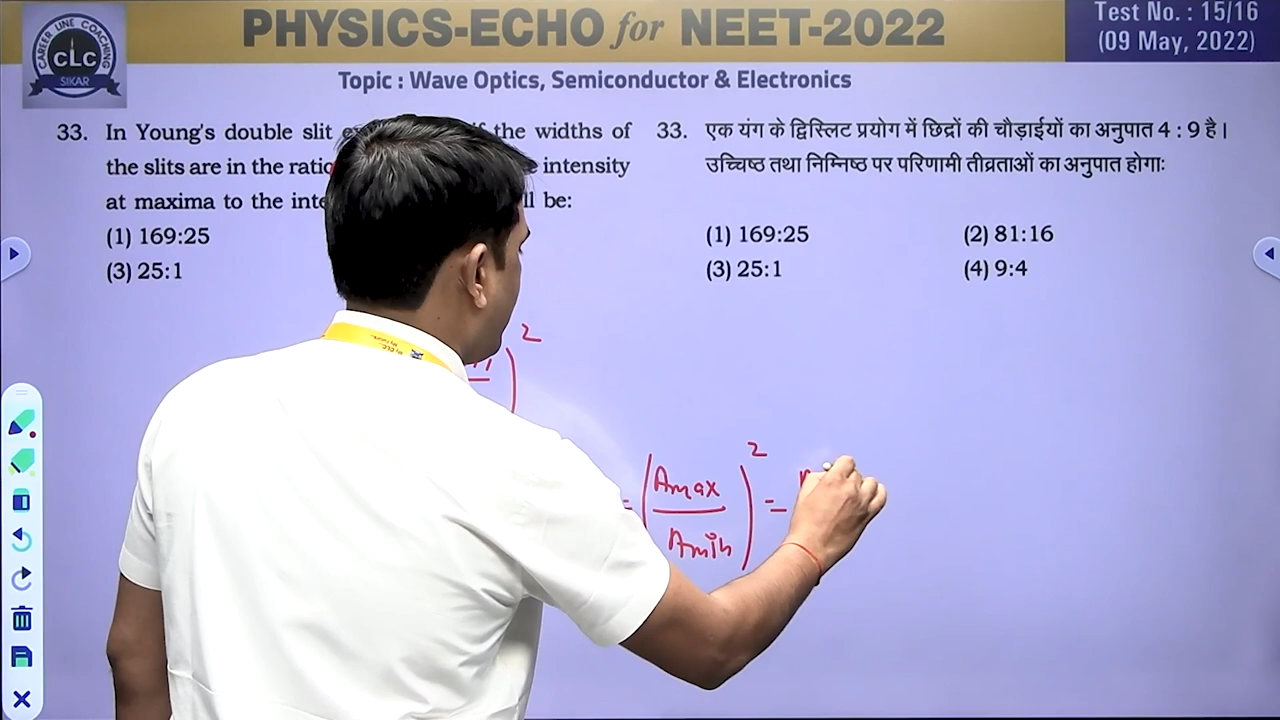 PHYSICS-ECHO for NEET-2022
Test No. : 15/16
(09 May, 2022)
CAREER LINE COACHING
CLC
SIKAR
Topic : Wave Optics, Semiconductor & Electronics
33. In Young's double slit if the widths of
the slits are in the ratio intensity
at maxima to the be:
(1) 169:25
(3) 25:1
33. एक यंग के द्विस्लिट प्रयोग में छिद्रों की चौड़ाईयों का अनुपात 4 : 9 है।
उच्चिष्ठ तथा निम्निष्ठ पर परिणामी तीव्रताओं का अनुपात होगाः
(1) 169:25 (2) 81:16
(3) 25:1 (4) 9:4
) 2
= (Amax / Amin) 2 =